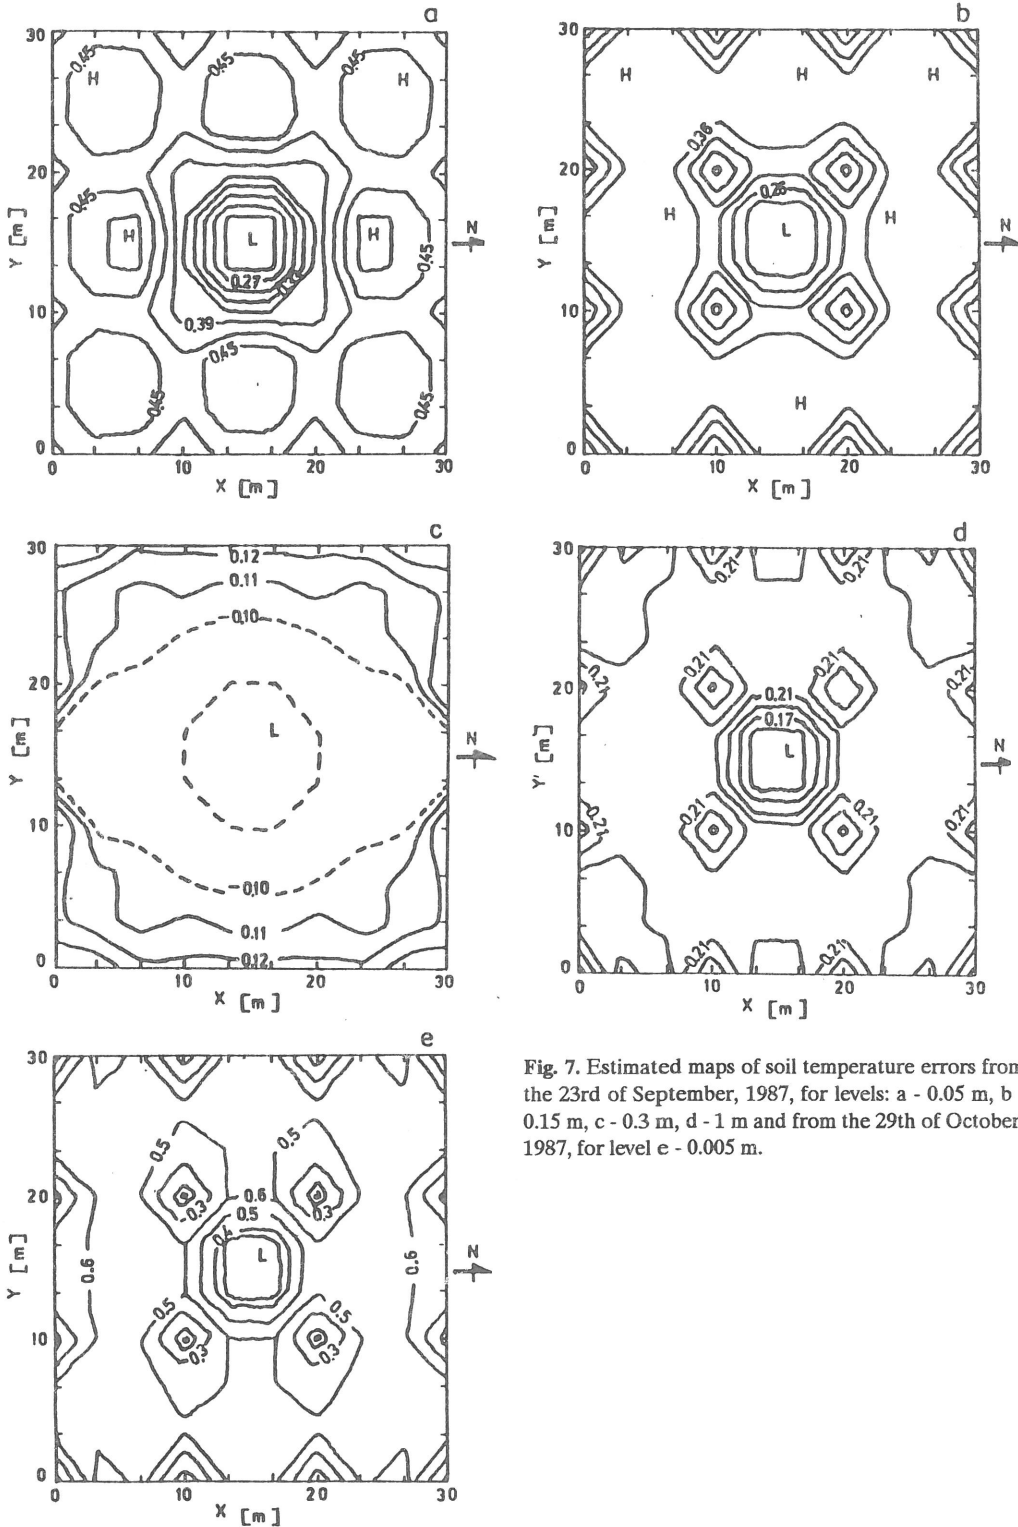 a
30
0.45
0.45
0.45
H
H
20
0.45
H
L
H
0.45
0.27
0.33
10
0.39
0.45
0.45
0.45
0
0
10
20
30
X [m]
Y [m]
N
b
30
H
H
H
0.36
20
0.26
H
L
H
10
H
0
0
10
20
30
X [m]
Y [m]
N
c
30
0.12
0.11
0.10
20
L
10
0.10
0.11
0.12
0
0
10
20
30
X [m]
Y [m]
N
d
30
0.21
0.21
0.21
0.21
20
0.21
0.21
0.21
0.17
L
0.21
0.21
10
0.21
0.21
0.21
0.21
0
0
10
20
30
X [m]
Y' [m]
N
e
30
0.5
0.5
20
0.3
0.6
0.3
0.5
0.4
L
0.6
0.6
0.5
0.5
10
0.3
0.3
0
0
10
20
30
X [m]
Y [m]
N
Fig. 7. Estimated maps of soil temperature errors from
the 23rd of September, 1987, for levels: a - 0.05 m, b
0.15 m, c - 0.3 m, d - 1 m and from the 29th of October
1987, for level e - 0.005 m.